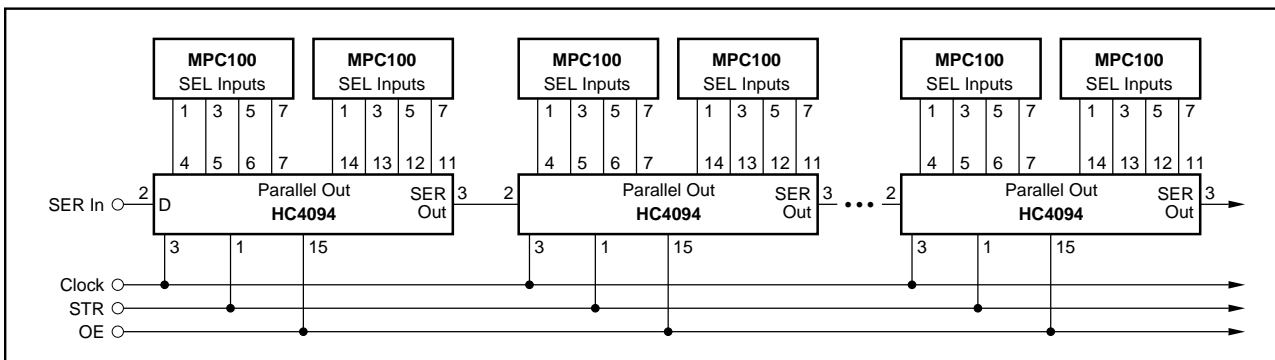 MPC100 MPC100 MPC100 MPC100 MPC100 MPC100
SEL Inputs SEL Inputs SEL Inputs SEL Inputs SEL Inputs SEL Inputs
1 3 5 7 1 3 5 7 1 3 5 7 1 3 5 7 1 3 5 7 1 3 5 7
4 5 6 7 14 13 12 11 4 5 6 7 14 13 12 11 4 5 6 7 14 13 12 11
SER In 2 D Parallel Out HC4094 SER Out 3 2 Parallel Out HC4094 SER Out 3 ••• 2 Parallel Out HC4094 SER Out 3
3 1 15 3 1 15 3 1 15
Clock
STR
OE